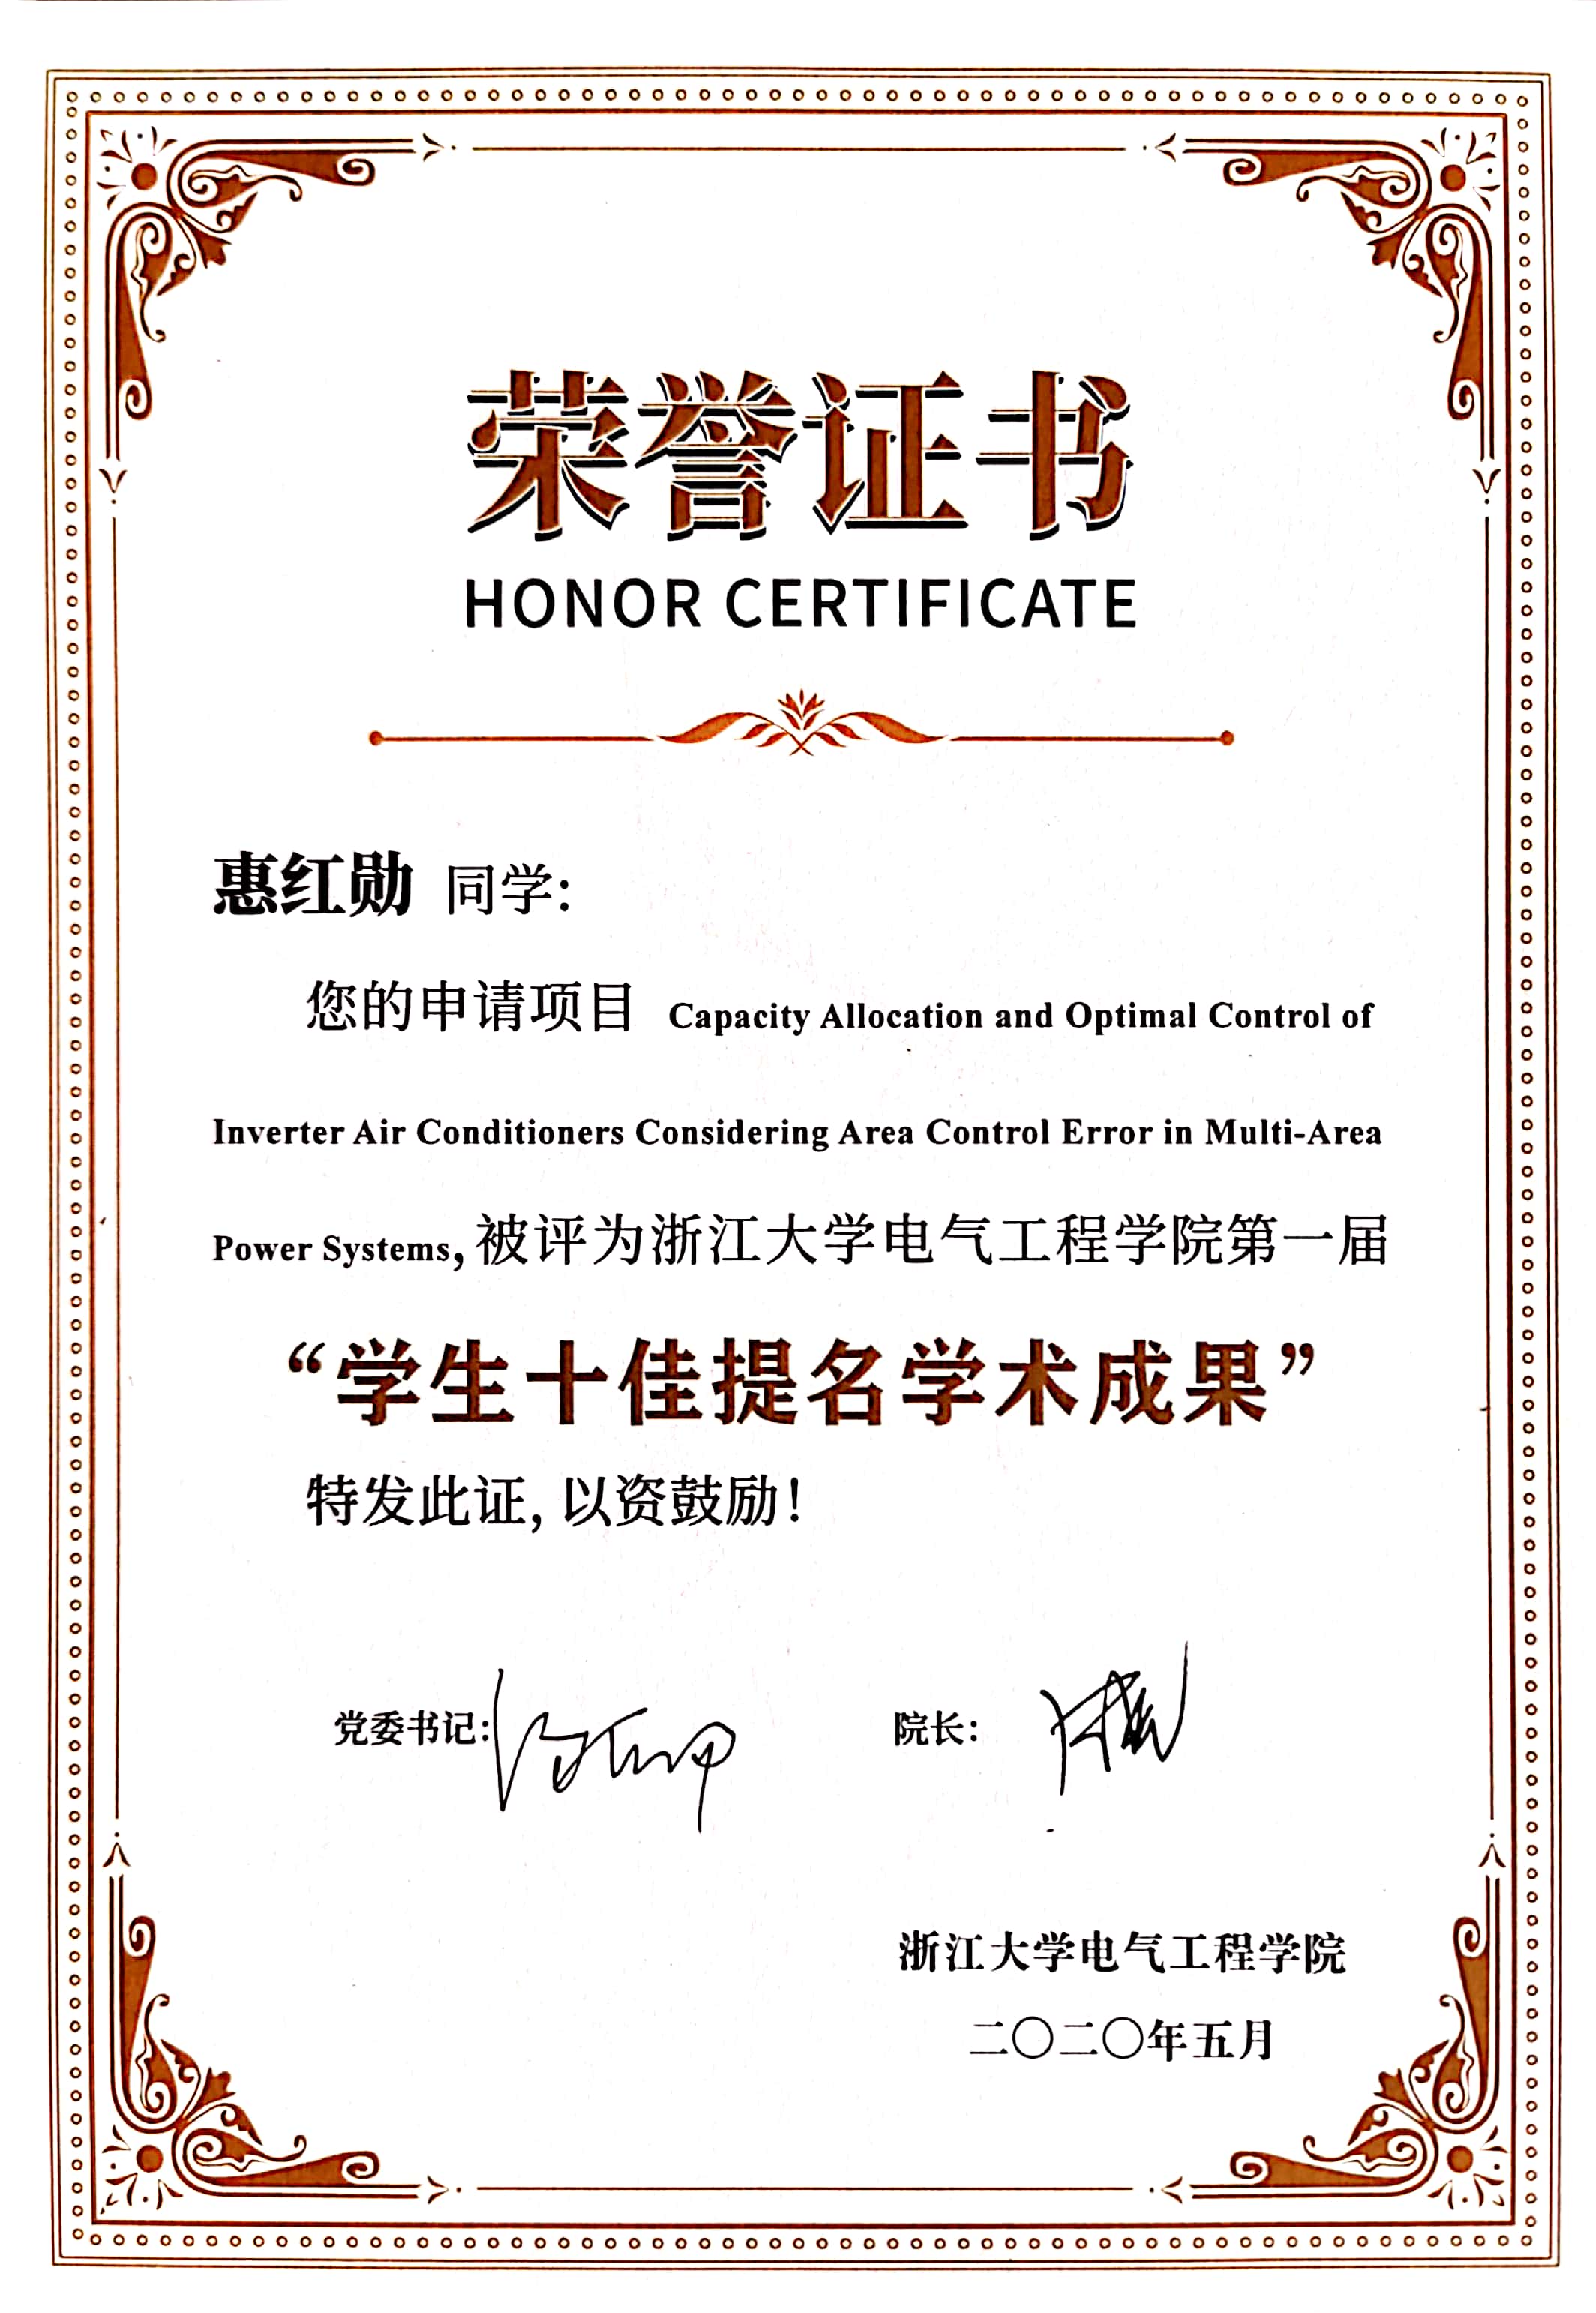 荣誉证书
HONOR CERTIFICATE
惠红勋 同学:
您的申请项目 Capacity Allocation and Optimal Control of
Inverter Air Conditioners Considering Area Control Error in Multi-Area
Power Systems, 被评为浙江大学电气工程学院第一届
“学生十佳提名学术成果”
特发此证, 以资鼓励!
党委书记: 院长:
浙江大学电气工程学院
二〇二〇年五月